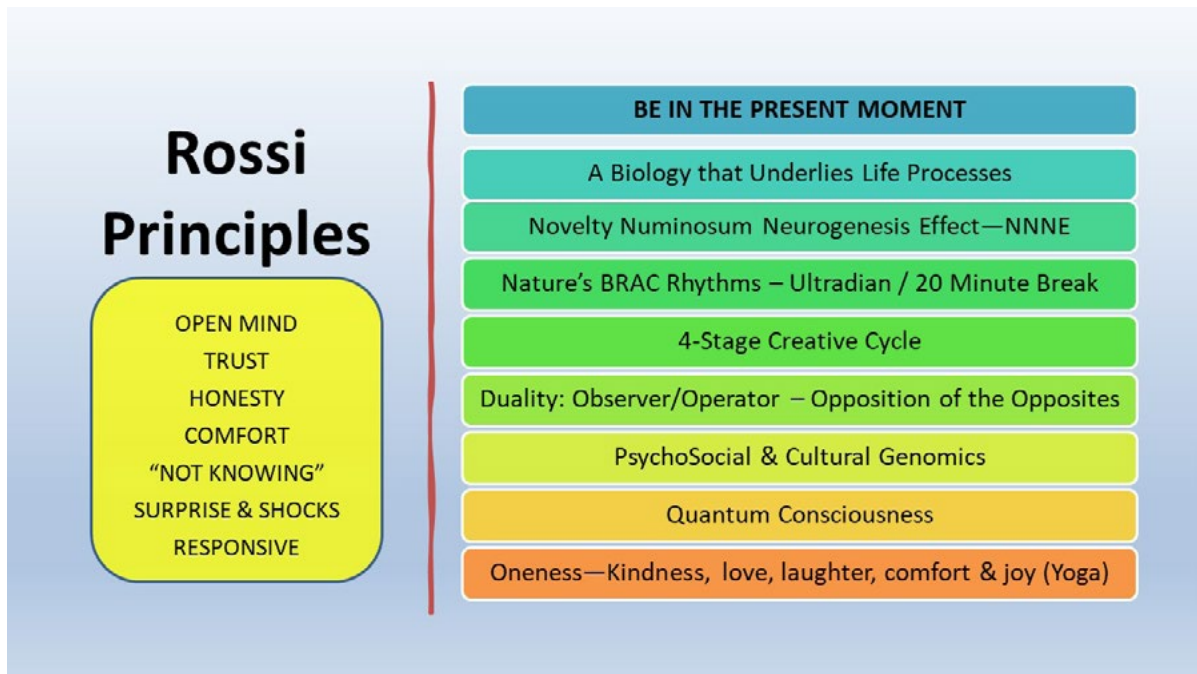 Rossi
Principles
OPEN MIND
TRUST
HONESTY
COMFORT
“NOT KNOWING”
SURPRISE & SHOCKS
RESPONSIVE
BE IN THE PRESENT MOMENT
A Biology that Underlies Life Processes
Novelty Numinosum Neurogenesis Effect—NNNE
Nature’s BRAC Rhythms – Ultradian / 20 Minute Break
4-Stage Creative Cycle
Duality: Observer/Operator – Opposition of the Opposites
PsychoSocial & Cultural Genomics
Quantum Consciousness
Oneness—Kindness, love, laughter, comfort & joy (Yoga)